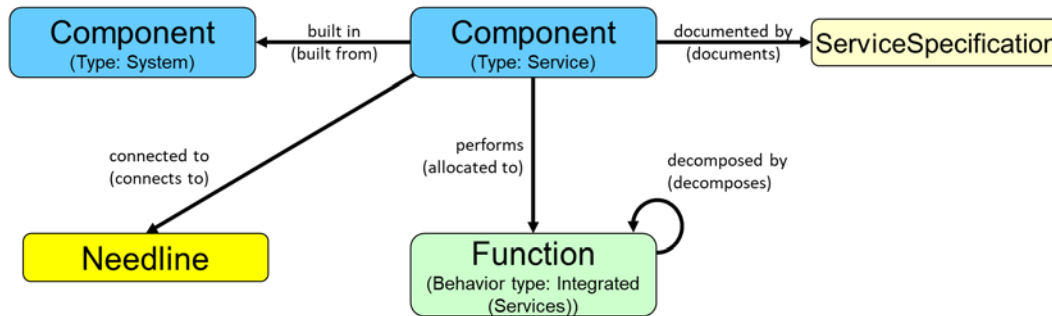 Component
(Type: System)
built in
(built from)
Component
(Type: Service)
documented by
(documents)
ServiceSpecification
connected to
(connects to)
performs
(allocated to)
decomposed by
(decomposes)
Needline
Function
(Behavior type: Integrated
(Services))